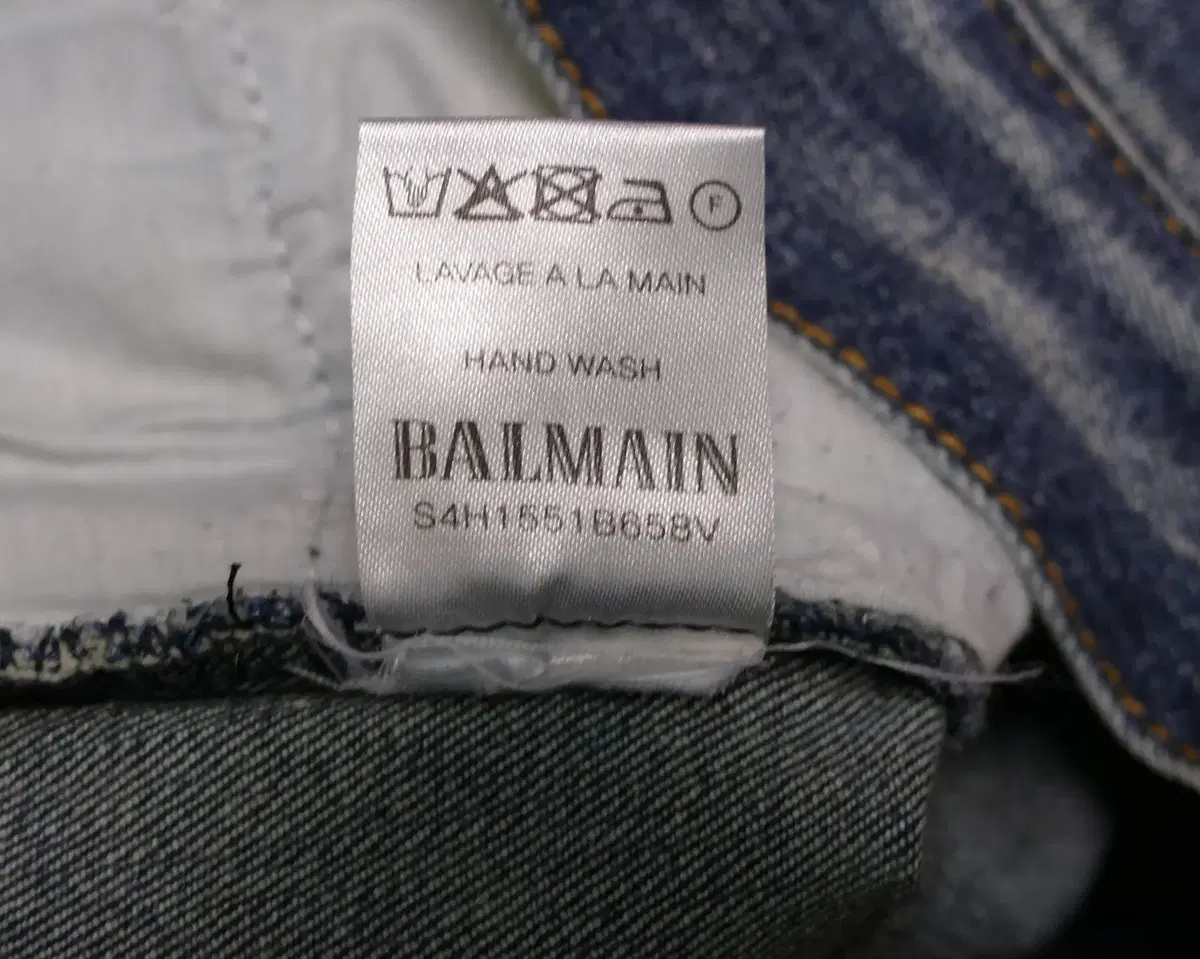 F
LAVAGE A LA MAIN
HAND WASH
BALMAIN
S4H1551B658V